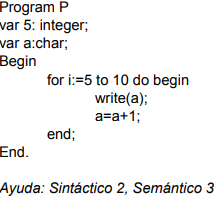 Program P
var 5: integer;
var a:char;
Begin
for i:=5 to 10 do begin
write(a);
a=a+1;
end;
End.
Ayuda: Sintáctico 2, Semántico 3